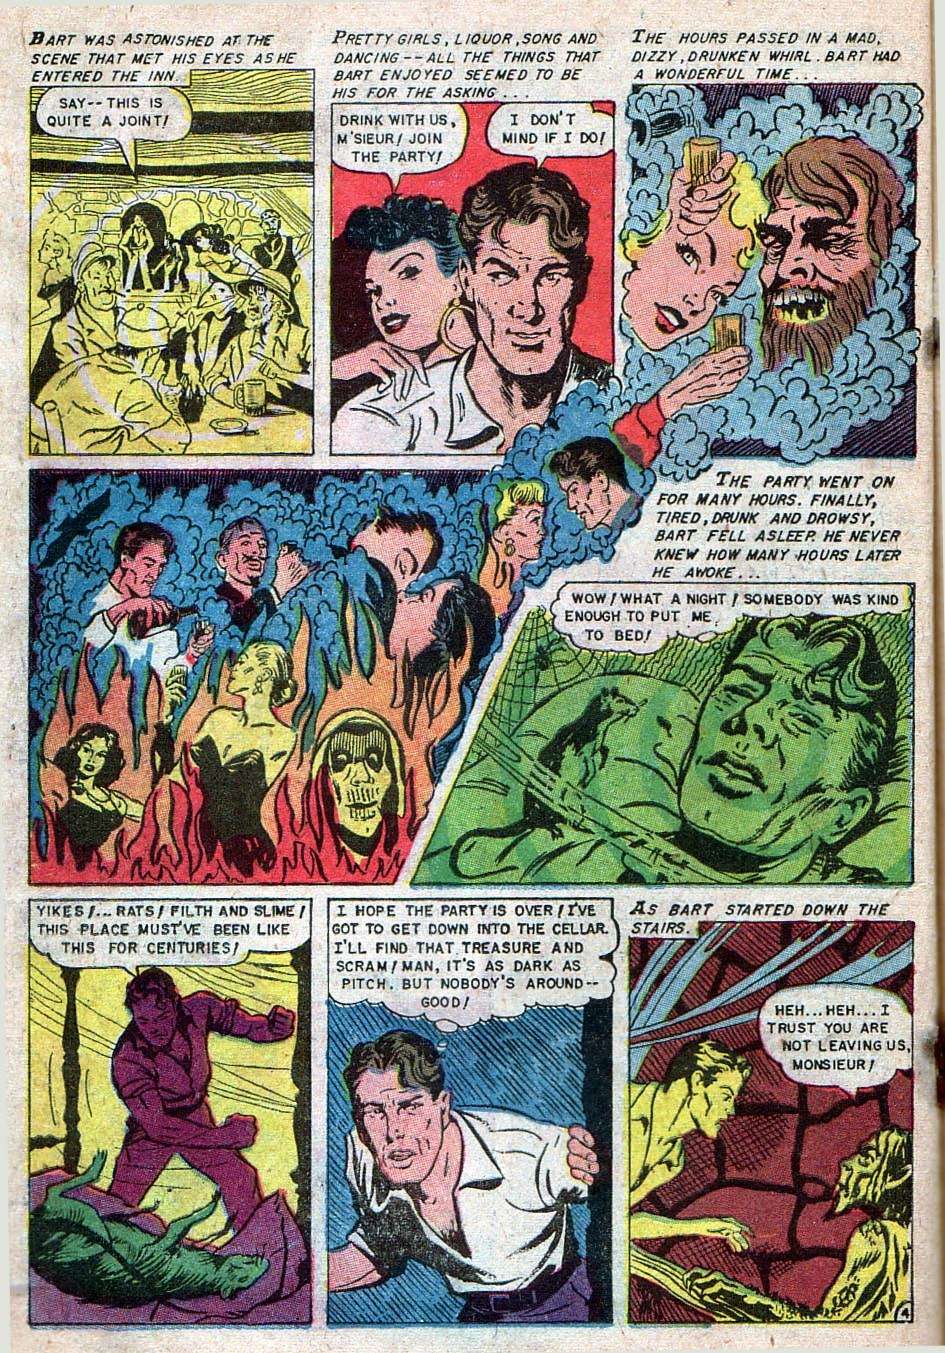 BART WAS ASTONISHED AT THE
SCENE THAT MET HIS EYES AS HE
ENTERED THE INN.
SAY-- THIS IS
QUITE A JOINT!
PRETTY GIRLS, LIQUOR, SONG AND
DANCING--ALL THE THINGS THAT
BART ENJOYED SEEMED TO BE
HIS FOR THE ASKING...
DRINK WITH US,
M'SIEUR! JOIN
THE PARTY!
I DON'T
MIND IF I DO!
THE HOURS PASSED IN A MAD,
DIZZY, DRUNKEN WHIRL. BART HAD
A WONDERFUL TIME...
THE PARTY WENT ON
FOR MANY HOURS. FINALLY,
TIRED, DRUNK AND DROWSY,
BART FELL ASLEEP. HE NEVER
KNEW HOW MANY HOURS LATER
HE AWOKE...
WOW! WHAT A NIGHT! SOMEBODY WAS KIND
ENOUGH TO PUT ME
TO BED!
YIKES!... RATS! FILTH AND SLIME!
THIS PLACE MUST'VE BEEN LIKE
THIS FOR CENTURIES!
I HOPE THE PARTY IS OVER! I'VE
GOT TO GET DOWN INTO THE CELLAR.
I'LL FIND THAT TREASURE AND
SCRAM! MAN, IT'S AS DARK AS
PITCH. BUT NOBODY'S AROUND--
GOOD!
AS BART STARTED DOWN THE
STAIRS.
HEH...HEH...I
TRUST YOU ARE
NOT LEAVING US,
MONSIEUR!
4